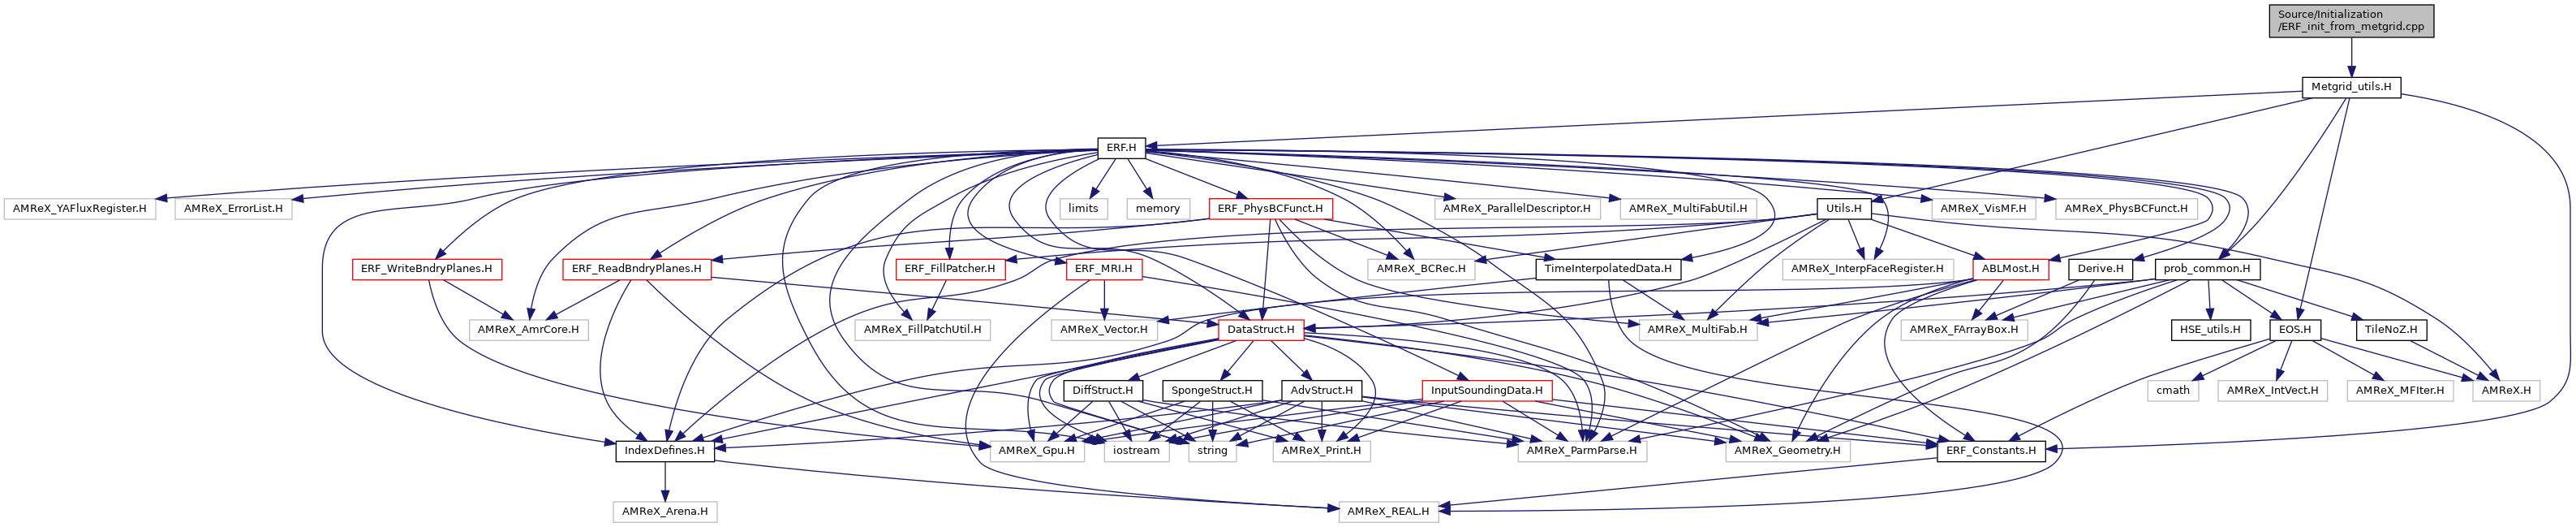 Source/Initialization
/ERF_init_from_metgrid.cpp
Metgrid_utils.H
ERF.H
AMReX_YAFluxRegister.H
AMReX_ErrorList.H
limits
memory
ERF_PhysBCFunct.H
AMReX_ParallelDescriptor.H
AMReX_MultiFabUtil.H
Utils.H
AMReX_VisMF.H
AMReX_PhysBCFunct.H
ERF_WriteBndryPlanes.H
ERF_ReadBndryPlanes.H
ERF_FillPatcher.H
ERF_MRI.H
AMReX_BCRec.H
TimeInterpolatedData.H
AMReX_InterpFaceRegister.H
ABLMost.H
Derive.H
prob_common.H
AMReX_AmrCore.H
AMReX_FillPatchUtil.H
AMReX_Vector.H
DataStruct.H
AMReX_MultiFab.H
AMReX_FArrayBox.H
HSE_utils.H
EOS.H
TileNoZ.H
DiffStruct.H
SpongeStruct.H
AdvStruct.H
InputSoundingData.H
cmath
AMReX_IntVect.H
AMReX_MFIter.H
AMReX.H
IndexDefines.H
AMReX_Gpu.H
iostream
string
AMReX_Print.H
AMReX_ParmParse.H
AMReX_Geometry.H
ERF_Constants.H
AMReX_Arena.H
AMReX_REAL.H